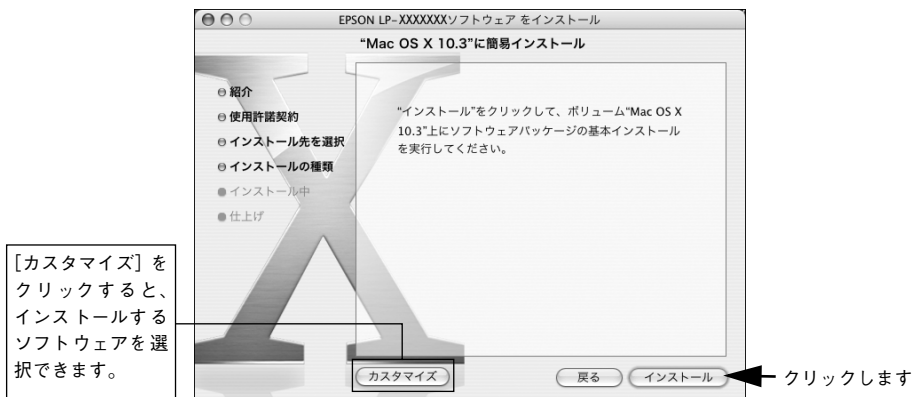 EPSON LP-XXXXXXXソフトウェア をインストール
“Mac OS X 10.3”に簡易インストール
紹介
使用許諾契約
インストール先を選択
インストールの種類
インストール中
仕上げ
“インストール”をクリックして、ボリューム“Mac OS X
10.3”上にソフトウェアパッケージの基本インストール
を実行してください。
［カスタマイズ］を
クリックすると、
インストールする
ソフトウェアを選
択できます。
カスタマイズ
戻る
インストール
クリックします